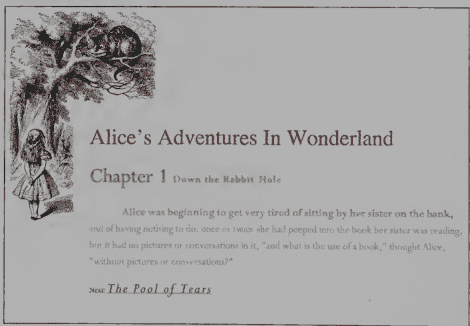 Alice's Adventures In Wonderland
Chapter 1 Down the Rabbit Hole
Alice was beginning to get very tired of sitting by her sister on the bank,
and of having nothing to do: once or twice she had peeped into the book her sister was reading,
but it had no pictures or conversations in it, "and what is the use of a book," thought Alice,
"without pictures or conversations?"
Next The Pool of Tears